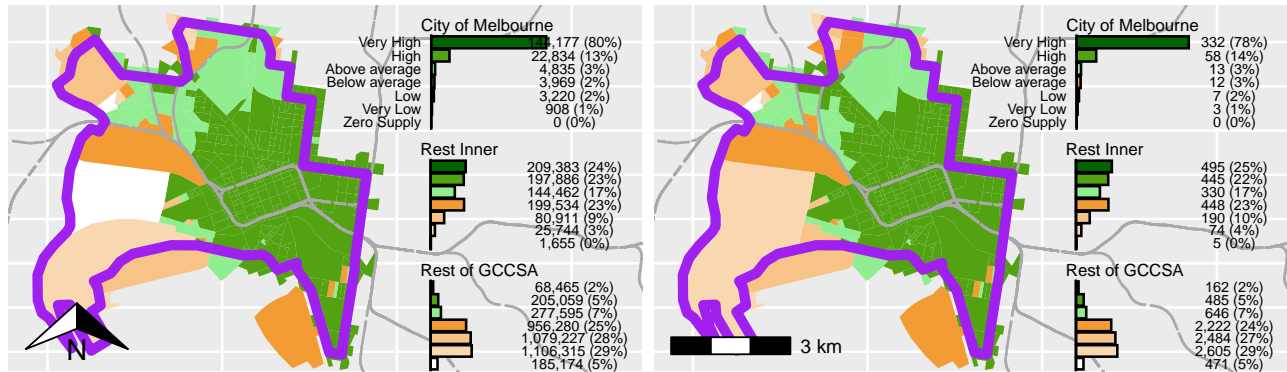 City of Melbourne
Very High 144,177 (80%)
High 22,834 (13%)
Above average 4,835 (3%)
Below average 3,969 (2%)
Low 3,220 (2%)
Very Low 908 (1%)
Zero Supply 0 (0%)
Rest Inner
209,383 (24%)
197,886 (23%)
144,462 (17%)
199,534 (23%)
80,911 (9%)
25,744 (3%)
1,655 (0%)
Rest of GCCSA
68,465 (2%)
205,059 (5%)
277,595 (7%)
956,280 (25%)
1,079,227 (28%)
1,106,315 (29%)
185,174 (5%)
N
City of Melbourne
Very High 332 (78%)
High 58 (14%)
Above average 13 (3%)
Below average 12 (3%)
Low 7 (2%)
Very Low 3 (1%)
Zero Supply 0 (0%)
Rest Inner
495 (25%)
445 (22%)
330 (17%)
448 (23%)
190 (10%)
74 (4%)
5 (0%)
Rest of GCCSA
162 (2%)
485 (5%)
646 (7%)
2,222 (24%)
2,484 (27%)
2,605 (29%)
471 (5%)
3 km